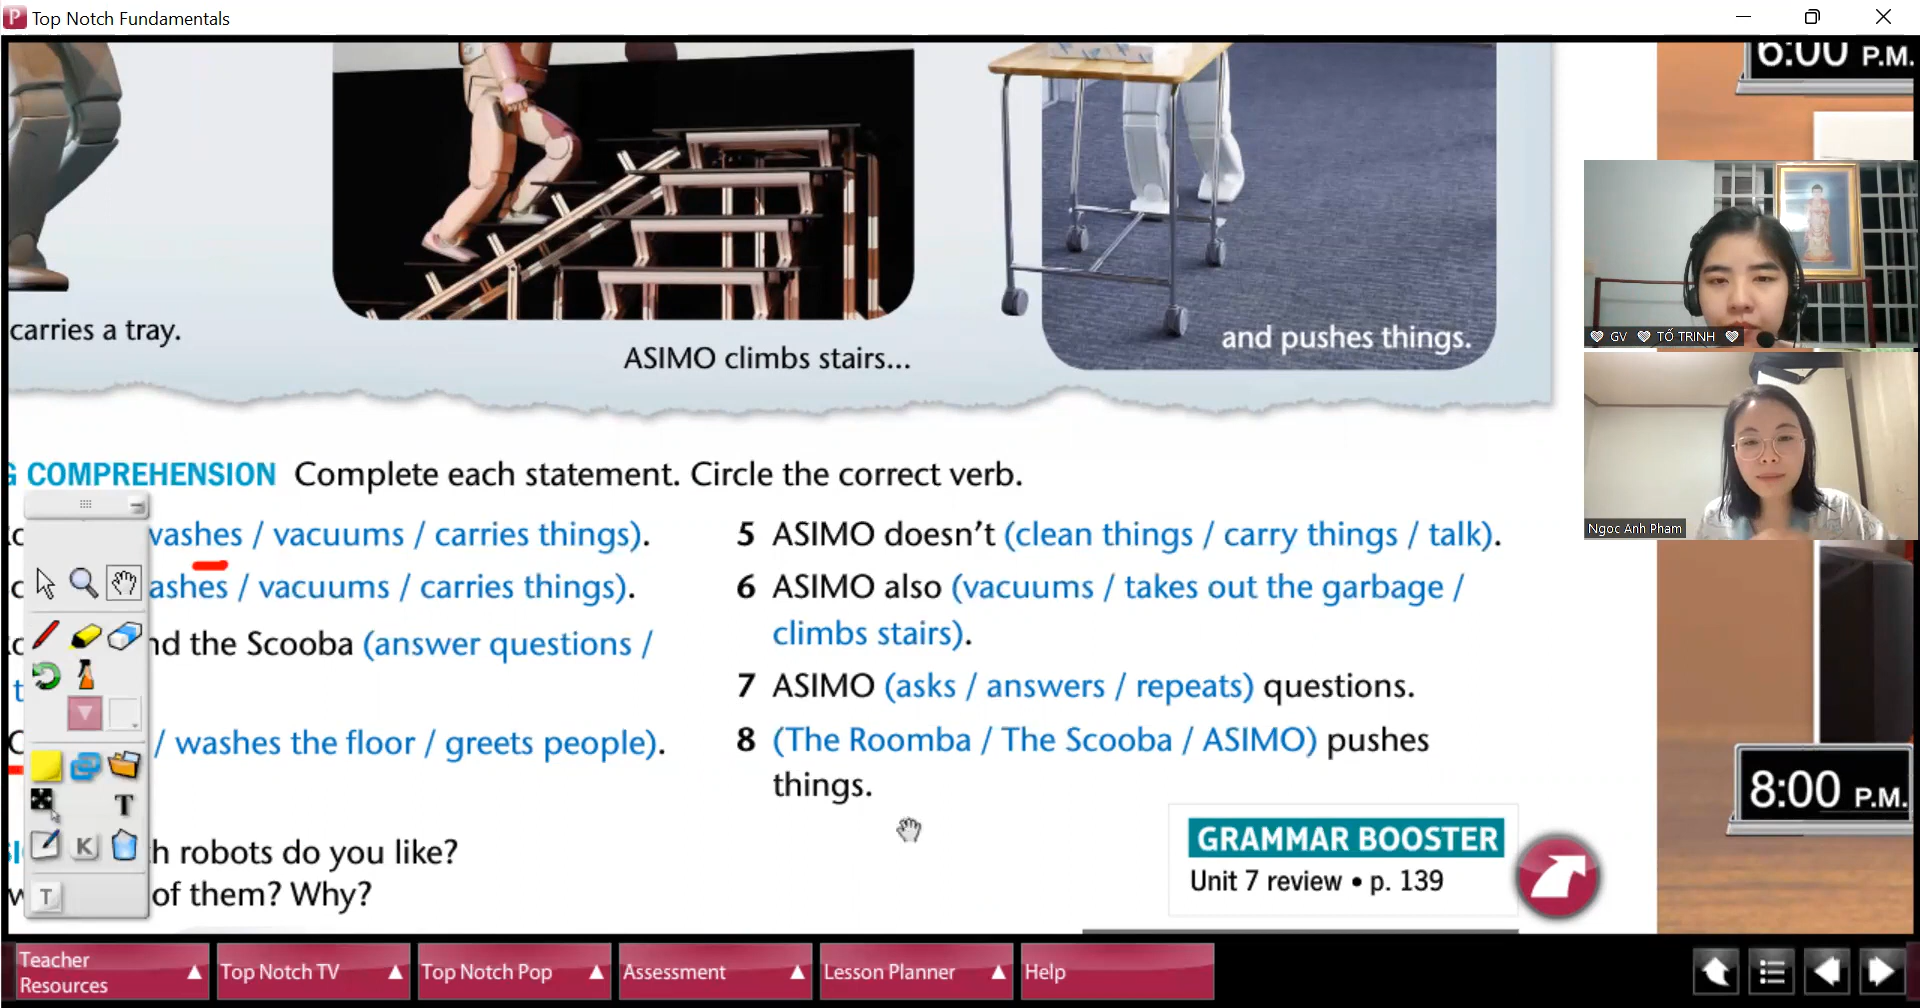 Top Notch Fundamentals
6:00 P.M.
carries a tray.
ASIMO climbs stairs...
and pushes things.
GV TỐ TRINH
Ngoc Anh Pham
COMPREHENSION Complete each statement. Circle the correct verb.
washes / vacuums / carries things).
ashes / vacuums / carries things).
nd the Scooba (answer questions /
t
/ washes the floor / greets people).
5 ASIMO doesn't (clean things / carry things / talk).
6 ASIMO also (vacuums / takes out the garbage /
climbs stairs).
7 ASIMO (asks / answers / repeats) questions.
8 (The Roomba / The Scooba / ASIMO) pushes
things.
h robots do you like?
of them? Why?
T
K
T
GRAMMAR BOOSTER
Unit 7 review • p. 139
8:00 P.M.
Teacher
Resources
Top Notch TV
Top Notch Pop
Assessment
Lesson Planner
Help